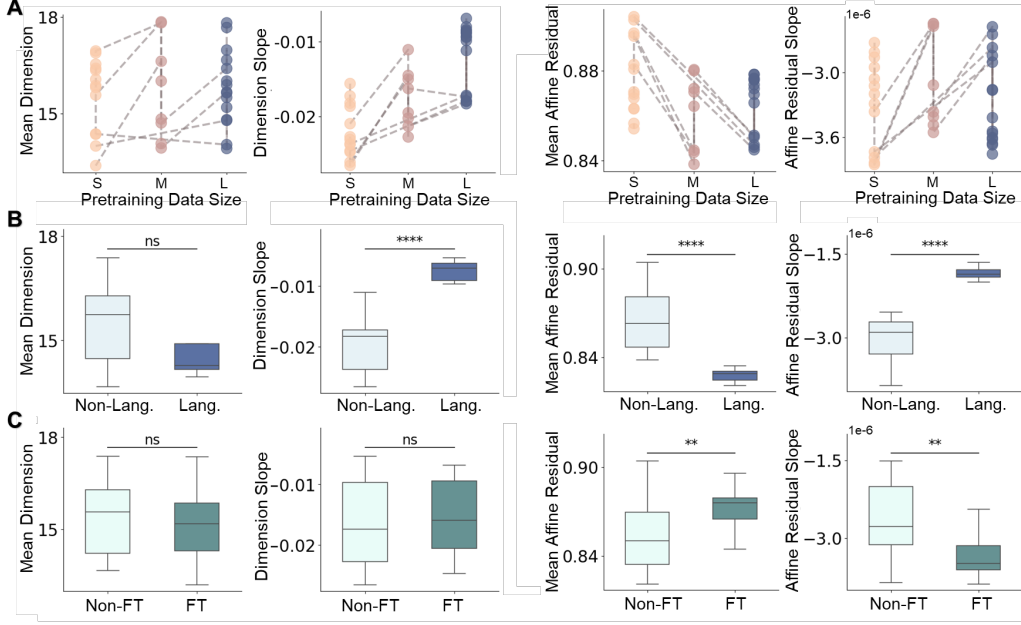 A
Mean Dimension
18
15
S M L
Pretraining Data Size
Dimension Slope
-0.01
-0.02
S M L
Pretraining Data Size
Mean Affine Residual
0.88
0.84
S M L
Pretraining Data Size
Affine Residual Slope
1e-6
-3.0
-3.6
S M L
Pretraining Data Size
B
Mean Dimension
18
15
ns
Non-Lang. Lang.
Dimension Slope
-0.01
-0.02
****
Non-Lang. Lang.
Mean Affine Residual
0.90
0.84
****
Non-Lang. Lang.
Affine Residual Slope
1e-6
-1.5
-3.0
****
Non-Lang. Lang.
C
Mean Dimension
18
15
ns
Non-FT FT
Dimension Slope
-0.01
-0.02
ns
Non-FT FT
Mean Affine Residual
0.90
0.84
**
Non-FT FT
Affine Residual Slope
1e-6
-1.5
-3.0
**
Non-FT FT